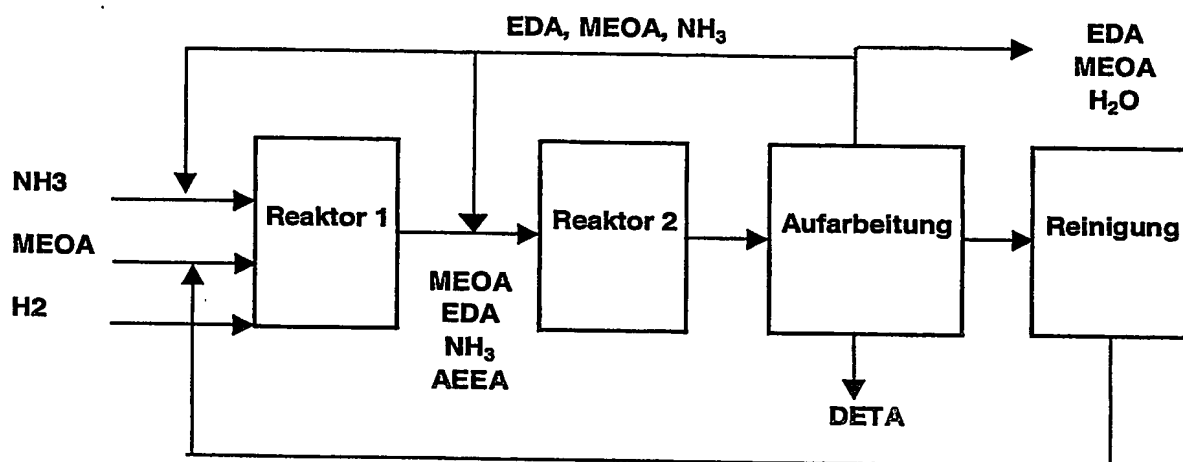 EDA, MEOA, NH₃
EDA
MEOA
H₂O
NH3
MEOA
H2
Reaktor 1
MEOA
EDA
NH₃
AEEA
Reaktor 2
Aufarbeitung
DETA
Reinigung